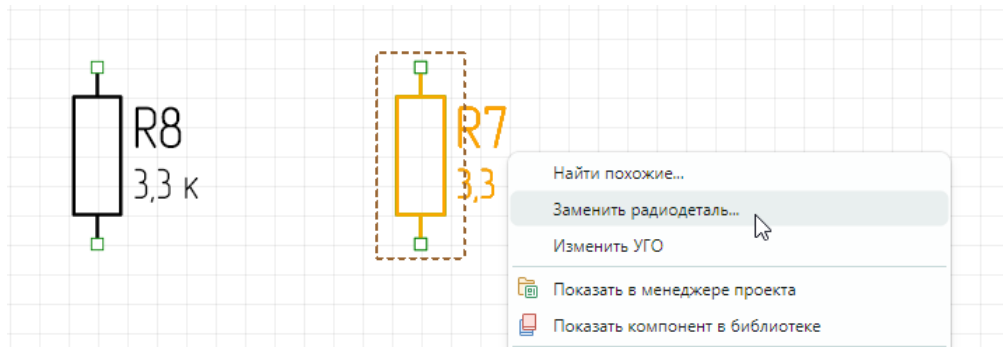 R8
3,3 к
R7
3,3
Найти похожие...
Заменить радиодеталь...
Изменить УГО
Показать в менеджере проекта
Показать компонент в библиотеке